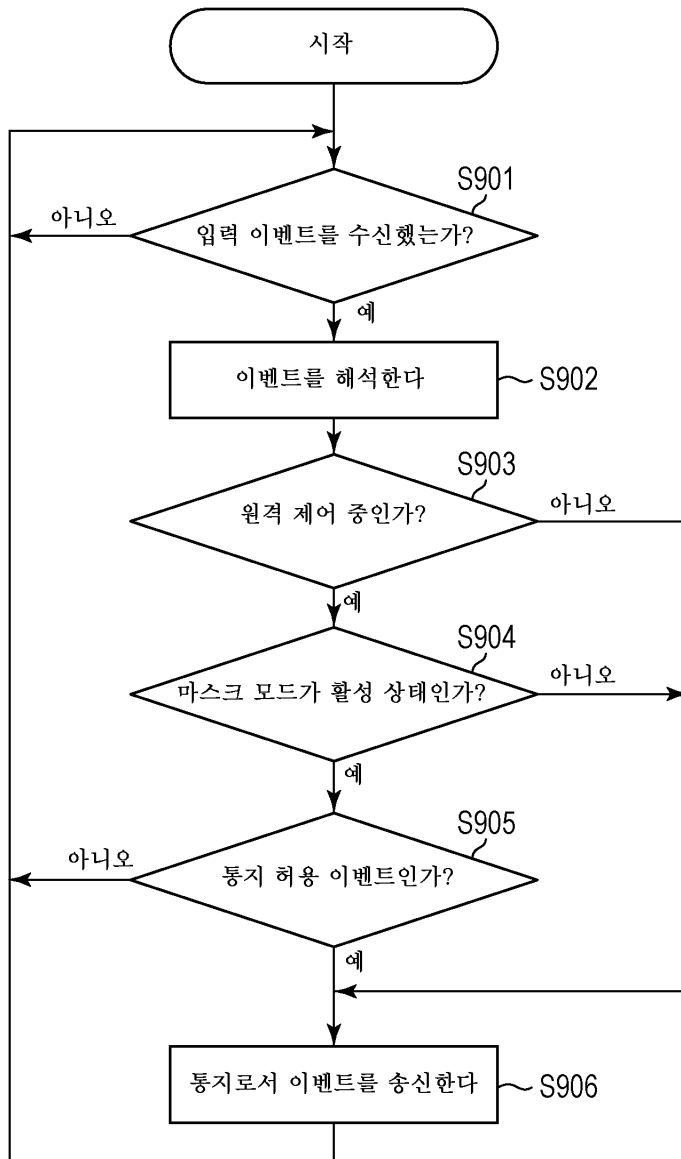 시작
S901
아니오
입력 이벤트를 수신했는가?
예
이벤트를 해석한다
S902
S903
원격 제어 중인가?
아니오
예
S904
마스크 모드가 활성 상태인가?
아니오
예
S905
아니오
통지 허용 이벤트인가?
예
통지로서 이벤트를 송신한다
S906